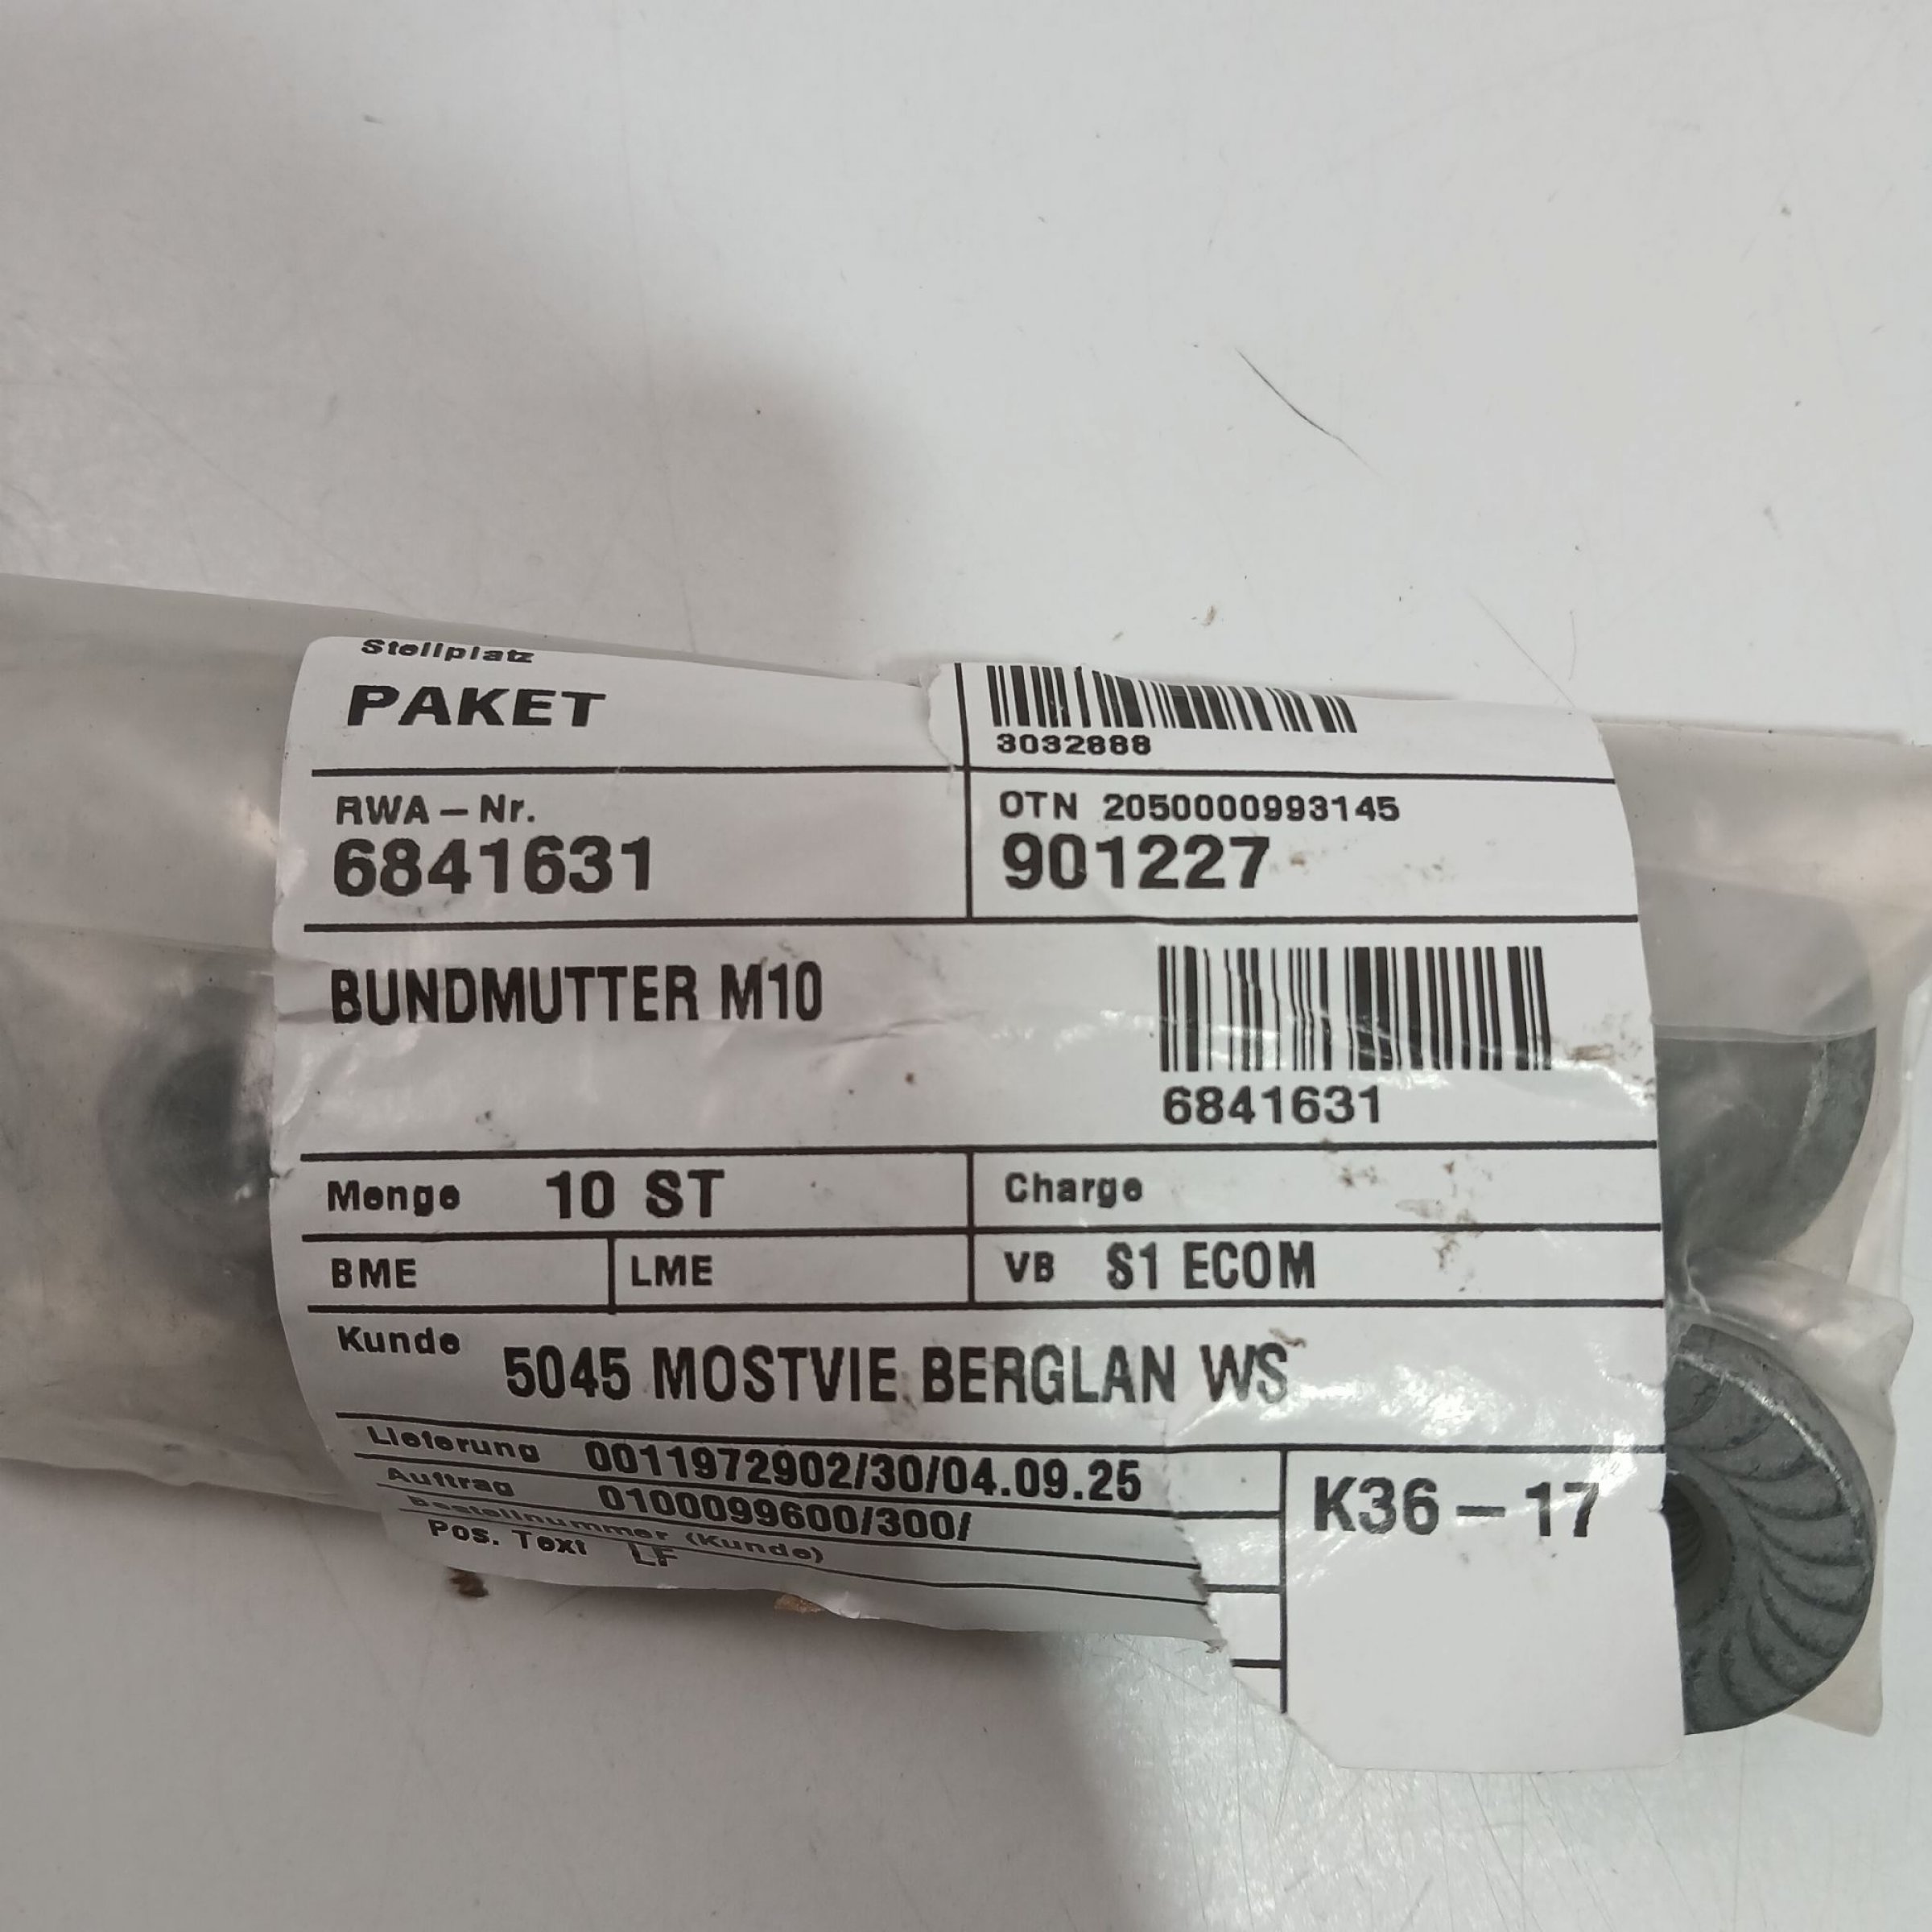 Stellplatz
PAKET
3032888
RWA-Nr.
6841631
OTN 2050000993145
901227
BUNDMUTTER M10
6841631
Menge 10 ST
Charge
BME
LME
VB S1 ECOM
Kunde 5045 MOSTVIE BERGLAN WS
Lieferung 0011972902/30/04.09.25
K36-17
Auftrag 0100099600/300/
Bestellnummer (Kunde)
Pos. Text LF